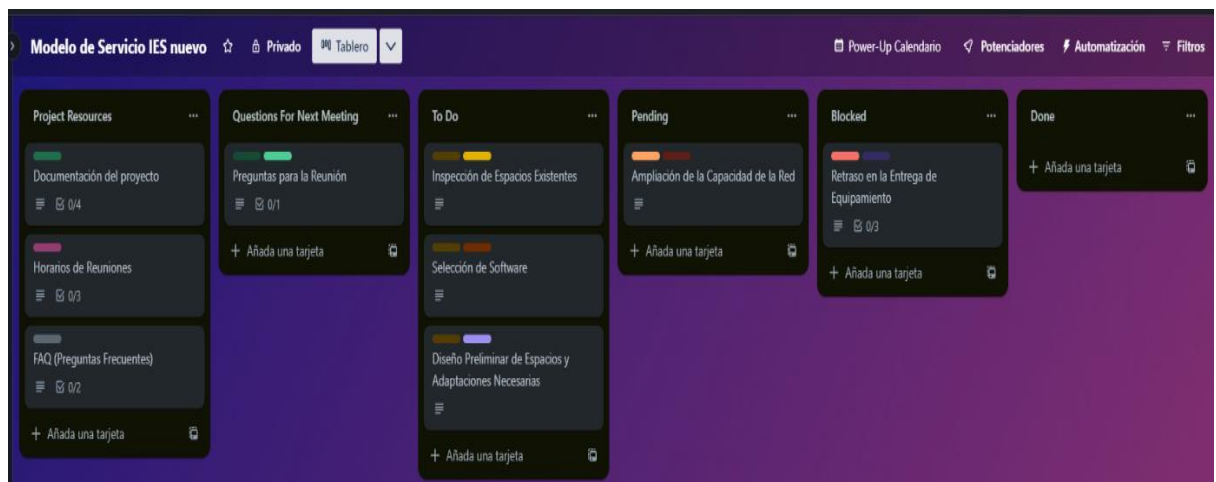 Modelo de Servicio IES nuevo
Privado
Tablero
Power-Up Calendario
Potenciadores
Automatización
Filtros
Project Resources
Documentación del proyecto
0/4
Horarios de Reuniones
0/3
FAQ (Preguntas Frecuentes)
0/2
+ Añada una tarjeta
Questions For Next Meeting
Preguntas para la Reunión
0/1
+ Añada una tarjeta
To Do
Inspección de Espacios Existentes
Selección de Software
Diseño Preliminar de Espacios y
Adaptaciones Necesarias
+ Añada una tarjeta
Pending
Ampliación de la Capacidad de la Red
+ Añada una tarjeta
Blocked
Retraso en la Entrega de
Equipamiento
0/3
+ Añada una tarjeta
Done
+ Añada una tarjeta